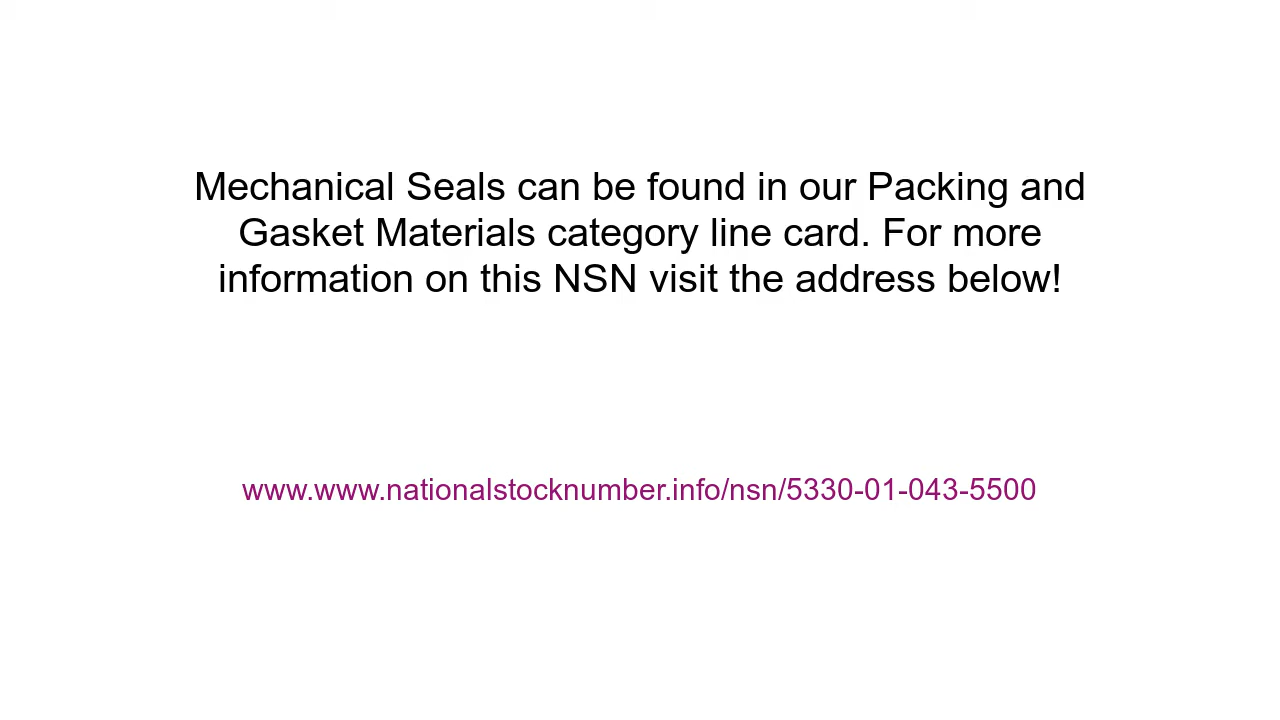 Mechanical Seals can be found in our Packing and
Gasket Materials category line card. For more
information on this NSN visit the address below!
www.www.nationalstocknumber.info/nsn/5330-01-043-5500